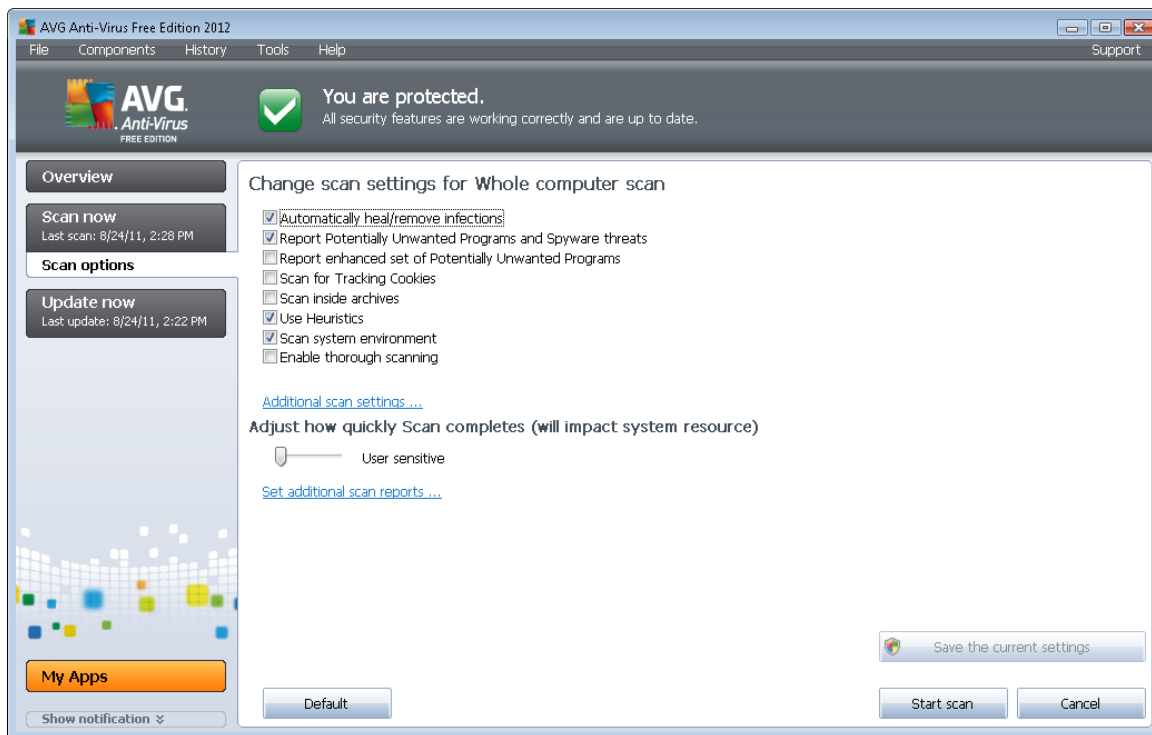 AVG Anti-Virus Free Edition 2012
File Components History Tools Help Support
AVG.
Anti-Virus
FREE EDITION
You are protected.
All security features are working correctly and are up to date.
Overview
Scan now
Last scan: 8/24/11, 2:28 PM
Scan options
Update now
Last update: 8/24/11, 2:22 PM
My Apps
Show notification
Change scan settings for Whole computer scan
Automatically heal/remove infections
Report Potentially Unwanted Programs and Spyware threats
Report enhanced set of Potentially Unwanted Programs
Scan for Tracking Cookies
Scan inside archives
Use Heuristics
Scan system environment
Enable thorough scanning
Additional scan settings ...
Adjust how quickly Scan completes (will impact system resource)
User sensitive
Set additional scan reports ...
Save the current settings
Default
Start scan
Cancel